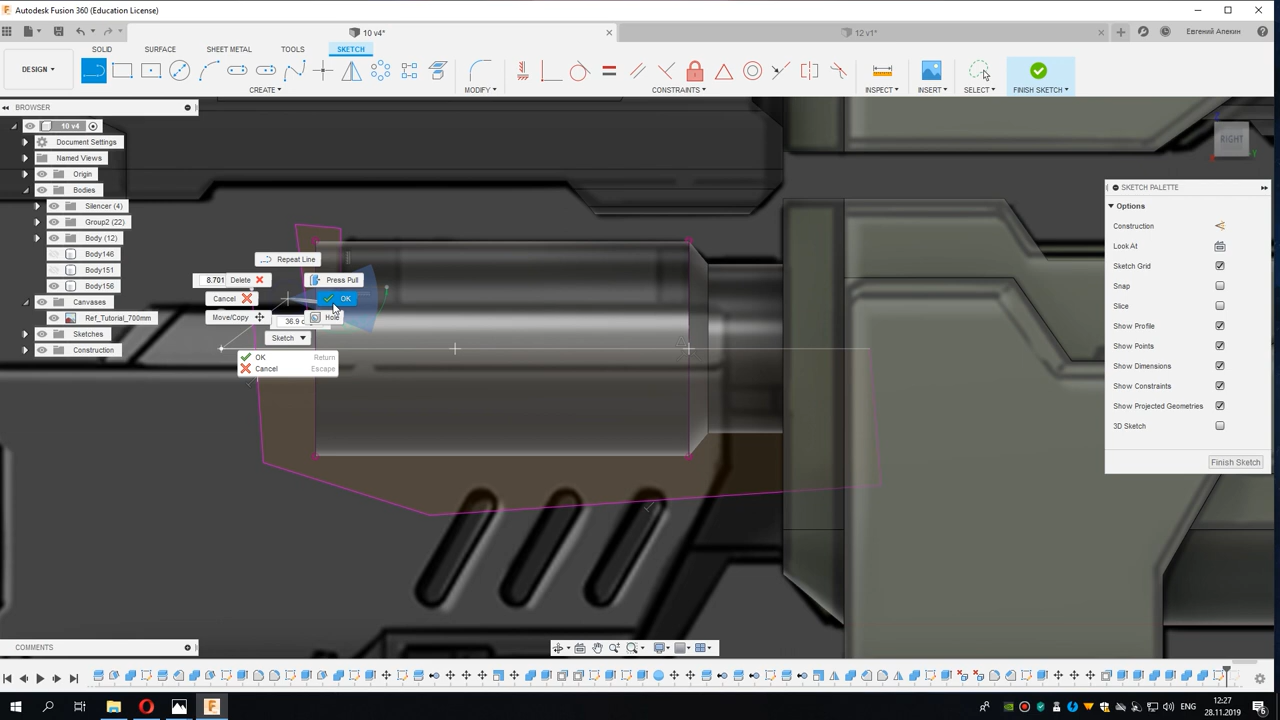 Autodesk Fusion 360 (Education License)
10 v4*
12 v1*
Евгений Апекин
DESIGN
SOLID
SURFACE
SHEET METAL
TOOLS
SKETCH
CREATE
MODIFY
CONSTRAINTS
INSPECT
INSERT
SELECT
FINISH SKETCH
BROWSER
10 v4
Document Settings
Named Views
Origin
Bodies
Silencer (4)
Group2 (22)
Body (12)
Body146
Body151
Body156
Canvases
Ref_Tutorial_700mm
Sketches
Construction
RIGHT
Z
Y
X
SKETCH PALETTE
Options
Construction
Look At
Sketch Grid
Snap
Slice
Show Profile
Show Points
Show Dimensions
Show Constraints
Show Projected Geometries
3D Sketch
Finish Sketch
Repeat Line
8.701
Delete
Press Pull
Cancel
OK
Move/Copy
36.9
Hole
Sketch
OK Return
Cancel Escape
COMMENTS
ENG
12:27
28.11.2019
6